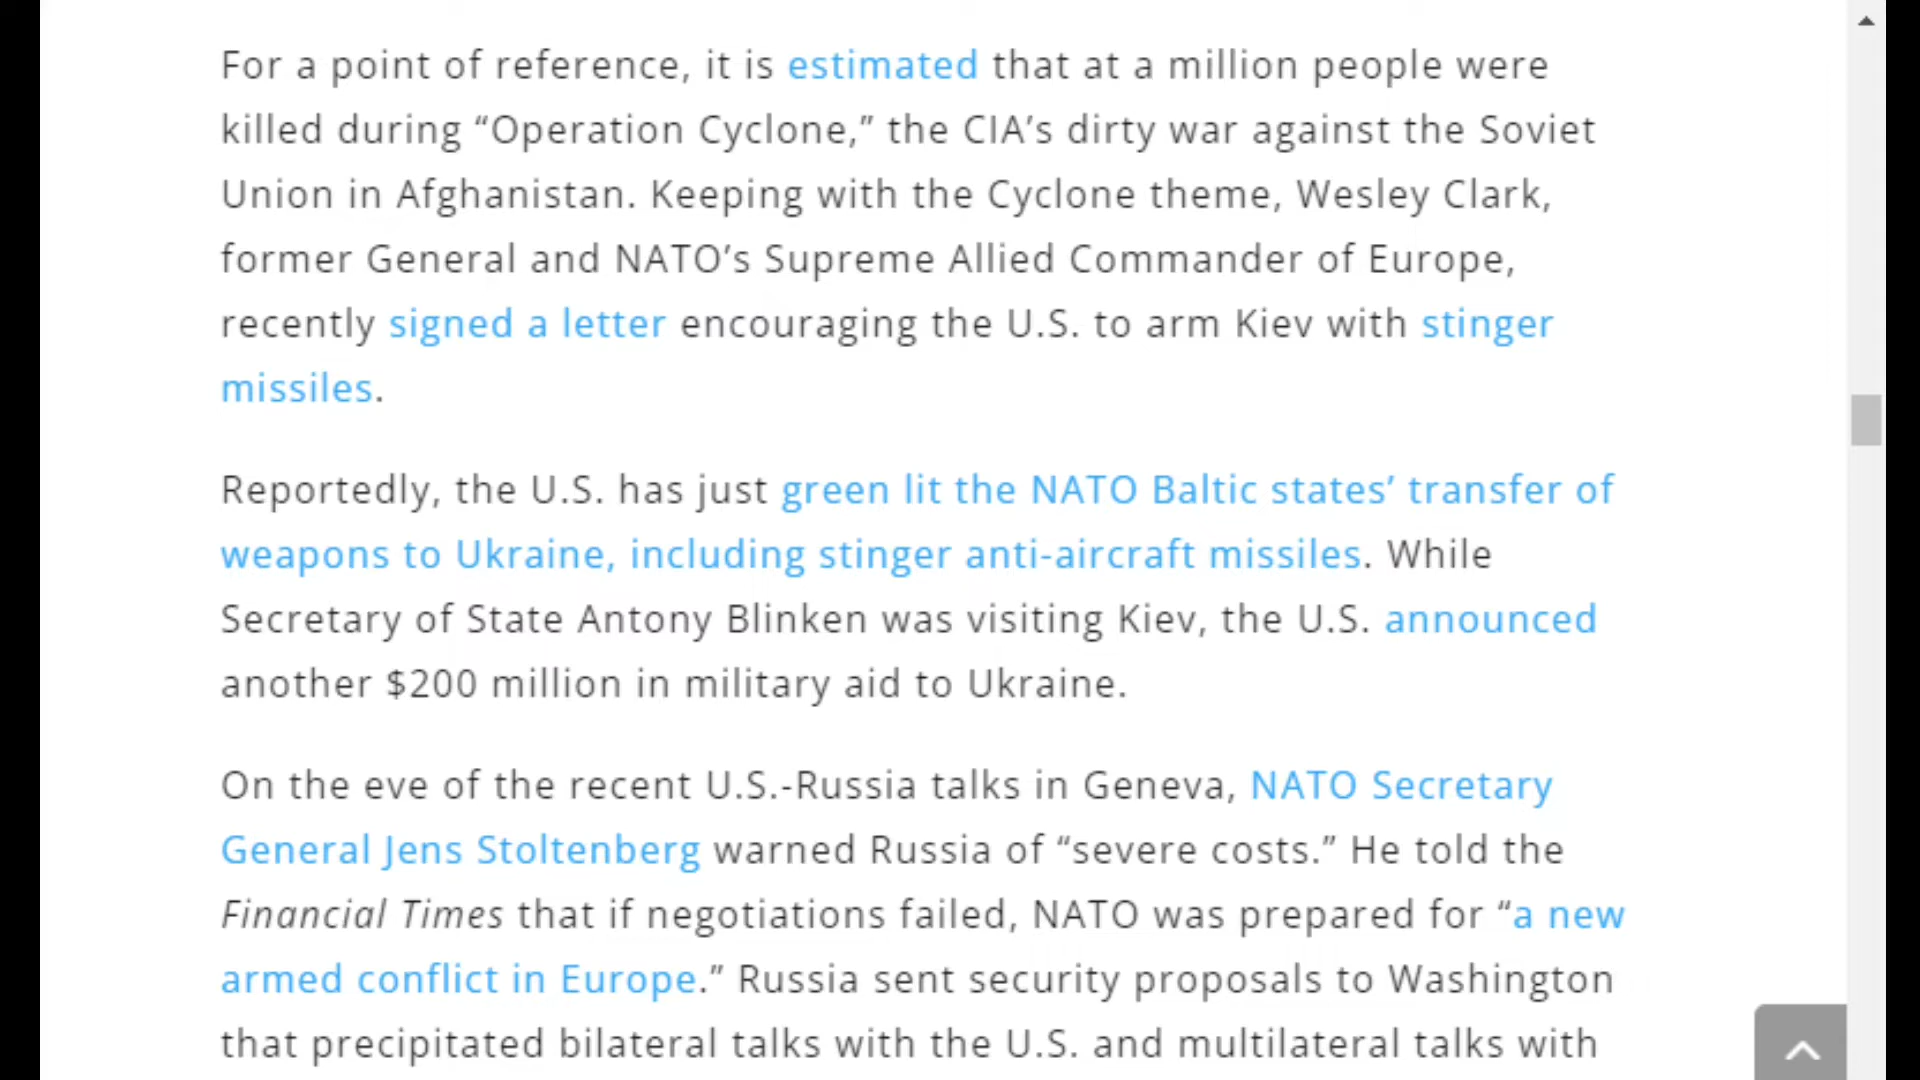 For a point of reference, it is estimated that at a million people were
killed during “Operation Cyclone,” the CIA’s dirty war against the Soviet
Union in Afghanistan. Keeping with the Cyclone theme, Wesley Clark,
former General and NATO’s Supreme Allied Commander of Europe,
recently signed a letter encouraging the U.S. to arm Kiev with stinger
missiles.
Reportedly, the U.S. has just green lit the NATO Baltic states’ transfer of
weapons to Ukraine, including stinger anti-aircraft missiles. While
Secretary of State Antony Blinken was visiting Kiev, the U.S. announced
another $200 million in military aid to Ukraine.
On the eve of the recent U.S.-Russia talks in Geneva, NATO Secretary
General Jens Stoltenberg warned Russia of “severe costs.” He told the
Financial Times that if negotiations failed, NATO was prepared for “a new
armed conflict in Europe.” Russia sent security proposals to Washington
that precipitated bilateral talks with the U.S. and multilateral talks with